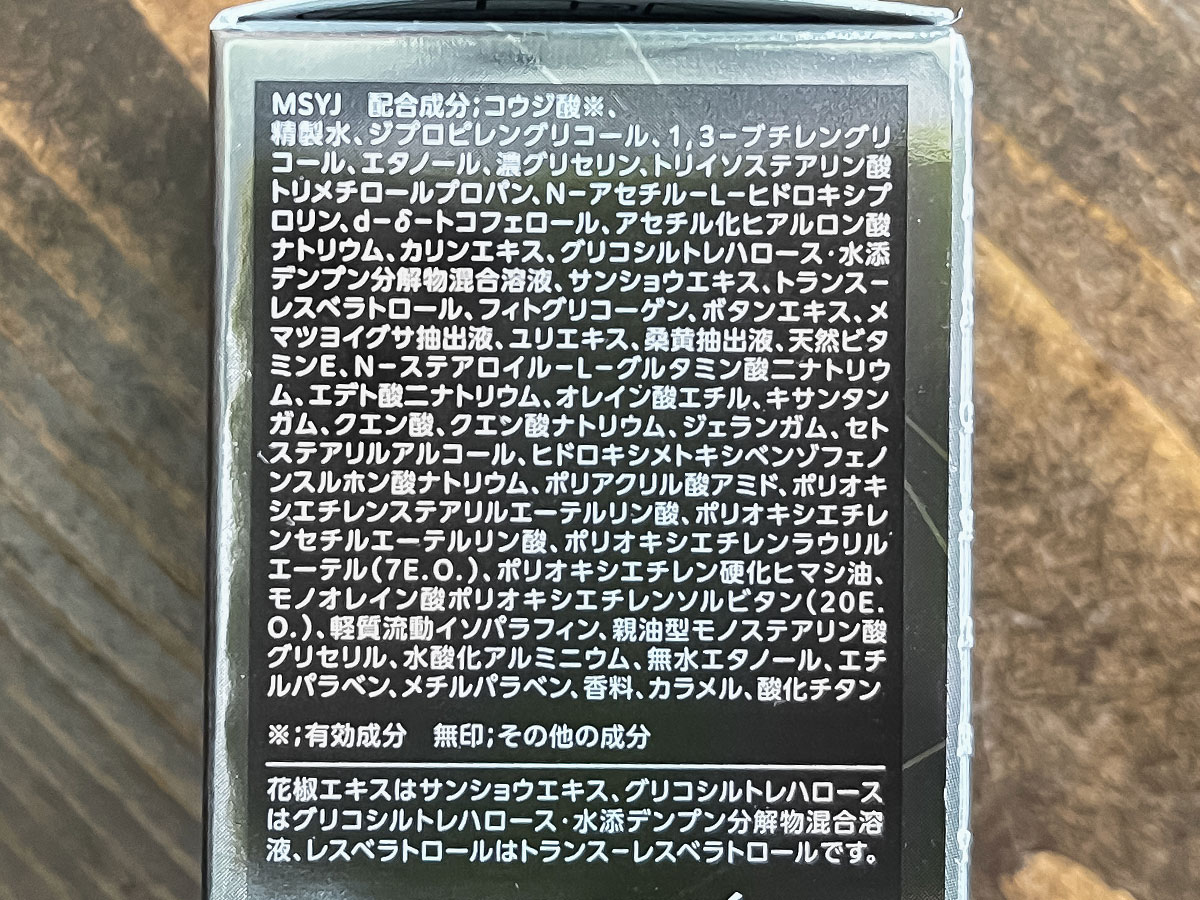 MSYJ　配合成分;コウジ酸※、
精製水、ジプロピレングリコール、1,3ーブチレングリ
コール、エタノール、濃グリセリン、トリイソステアリン酸
トリメチロールプロパン、NーアセチルーLーヒドロキシプ
ロリン、dーδートコフェロール、アセチル化ヒアルロン酸
ナトリウム、カリンエキス、グリコシルトレハロース・水添
デンプン分解物混合溶液、サンショウエキス、トランスー
レスベラトロール、フィトグリコーゲン、ボタンエキス、メ
マツヨイグサ抽出液、ユリエキス、桑黄抽出液、天然ビタ
ミンE、NーステアロイルーLーグルタミン酸二ナトリウ
ム、エデト酸二ナトリウム、オレイン酸エチル、キサンタン
ガム、クエン酸、クエン酸ナトリウム、ジェランガム、セト
ステアリルアルコール、ヒドロキシメトキシベンゾフェノ
ンスルホン酸ナトリウム、ポリアクリル酸アミド、ポリオキ
シエチレンステアリルエーテルリン酸、ポリオキシエチレ
ンセチルエーテルリン酸、ポリオキシエチレンラウリル
エーテル(7E.O.)、ポリオキシエチレン硬化ヒマシ油、
モノオレイン酸ポリオキシエチレンソルビタン(20E.
O.)、軽質流動イソパラフィン、親油型モノステアリン酸
グリセリル、水酸化アルミニウム、無水エタノール、エチ
ルパラベン、メチルパラベン、香料、カラメル、酸化チタン
※;有効成分　無印;その他の成分
花椒エキスはサンショウエキス、グリコシルトレハロース
はグリコシルトレハロース・水添デンプン分解物混合溶
液、レスベラトロールはトランスーレスベラトロールです。